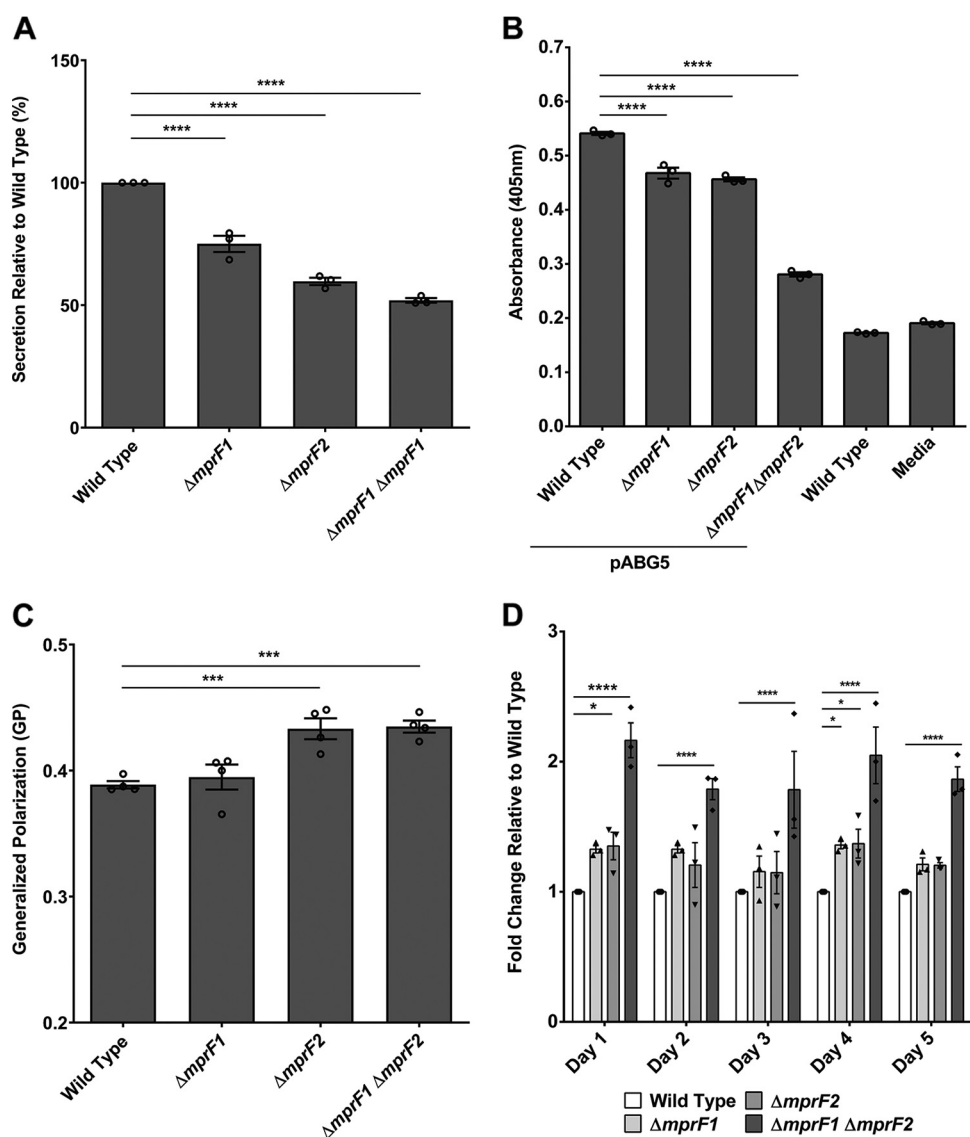 A
Secretion Relative to Wild Type (%)
150
100
50
0
****
****
****
Wild Type
ΔmprF1
ΔmprF2
ΔmprF1 ΔmprF1
B
Absorbance (405nm)
0.7
0.6
0.5
0.4
0.3
0.2
0.1
0.0
****
****
****
Wild Type
ΔmprF1
ΔmprF2
ΔmprF1ΔmprF2
Wild Type
Media
pABG5
C
Generalized Polarization (GP)
0.5
0.4
0.3
0.2
***
***
Wild Type
ΔmprF1
ΔmprF2
ΔmprF1 ΔmprF2
D
Fold Change Relative to Wild Type
3
2
1
0
****
*
****
****
****
*
*
****
Day 1
Day 2
Day 3
Day 4
Day 5
Wild Type
ΔmprF2
ΔmprF1
ΔmprF1 ΔmprF2